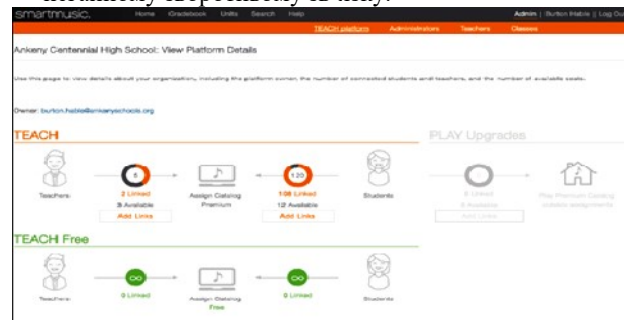 smartmusic. Home Gradebook Units Search Help Admin | Burton Hable | Log Ou
TEACH platform Administrators Teachers Classes
Ankeny Centennial High School: View Platform Details
Use this page to view details about your organization, including the platform owner, the number of connected students and teachers, and the number of available seats.
Owner: burton.hable@ankenyschools.org
TEACH PLAY Upgrades
5 120
Teachers 2 Linked Assign Catalog 108 Linked Students 0 Linked Play Premium Catalog
3 Available Premium 12 Available 0 Available outside assignments
Add Links Add Links Add Links
TEACH Free
Teachers 0 Linked Assign Catalog 0 Linked Students
Free